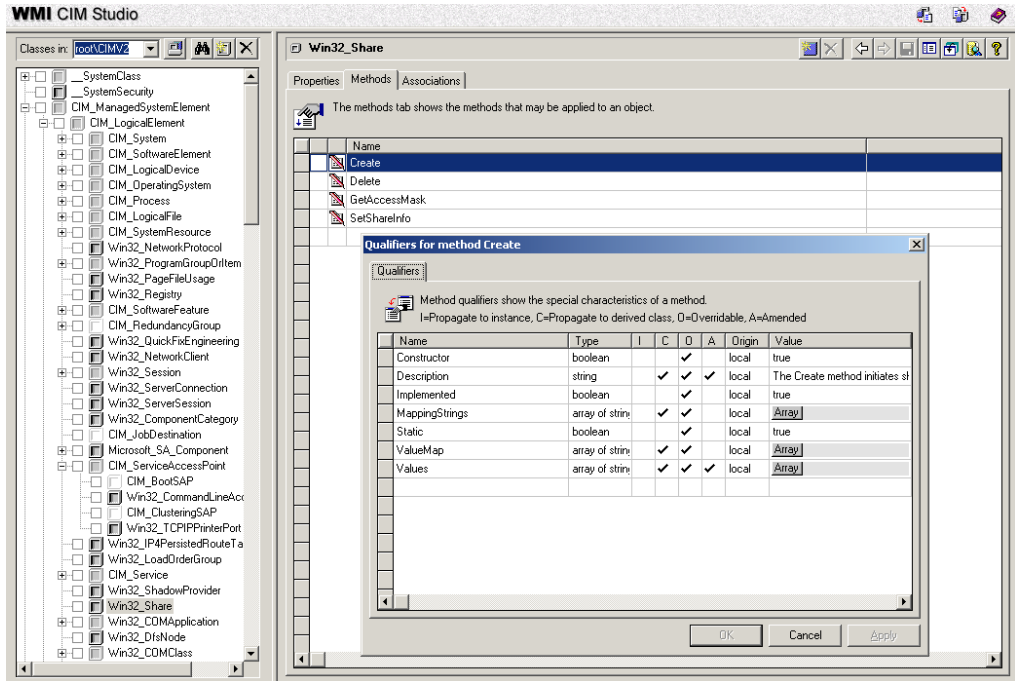 WMI CIM Studio
Classes in: root\CIMV2
__SystemClass
__SystemSecurity
CIM_ManagedSystemElement
CIM_LogicalElement
CIM_System
CIM_SoftwareElement
CIM_LogicalDevice
CIM_OperatingSystem
CIM_Process
CIM_LogicalFile
CIM_SystemResource
Win32_NetworkProtocol
Win32_ProgramGroupOrItem
Win32_PageFileUsage
Win32_Registry
CIM_SoftwareFeature
CIM_RedundancyGroup
Win32_QuickFixEngineering
Win32_NetworkClient
Win32_Session
Win32_ServerConnection
Win32_ServerSession
Win32_ComponentCategory
CIM_JobDestination
Microsoft_SA_Component
CIM_ServiceAccessPoint
CIM_BootSAP
Win32_CommandLineAcc
CIM_ClusteringSAP
Win32_TCPIPPrinterPort
Win32_IP4PersistedRouteTa
Win32_LoadOrderGroup
CIM_Service
Win32_ShadowProvider
Win32_Share
Win32_COMApplication
Win32_DfsNode
Win32_COMClass
Win32_Share
Properties Methods Associations
The methods tab shows the methods that may be applied to an object.
Name
Create
Delete
GetAccessMask
SetShareInfo
Qualifiers for method Create
Qualifiers
Method qualifiers show the special characteristics of a method.
I=Propagate to instance, C=Propagate to derived class, O=Overridable, A=Amended
Name Type I C O A Origin Value
Constructor boolean local true
Description string local The Create method initiates sh
Implemented boolean local true
MappingStrings array of string local Array
Static boolean local true
ValueMap array of string local Array
Values array of string local Array
OK Cancel Apply